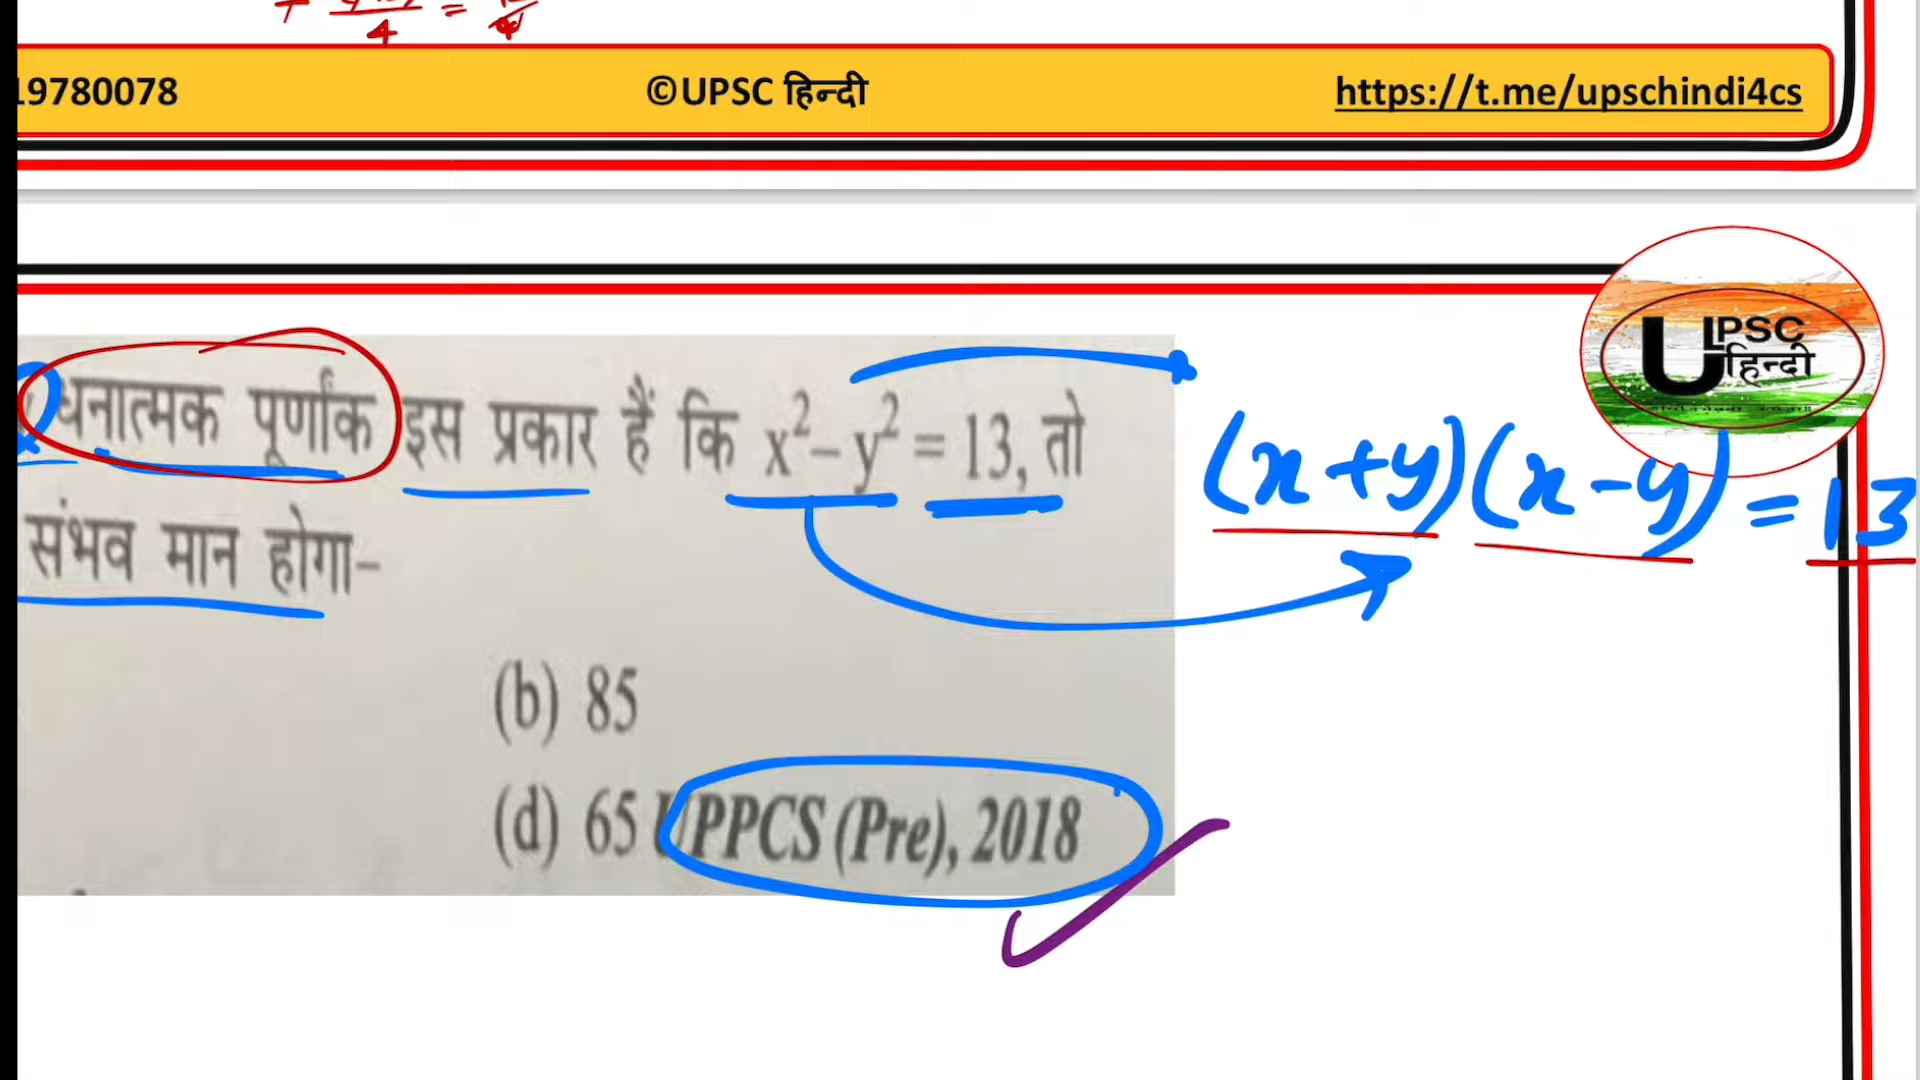 19780078
©UPSC हिन्दी
https://t.me/upschindi4cs
UPSC
हिन्दी
धनात्मक पूर्णांक इस प्रकार हैं कि x²– y² = 13, तो
(x+y)(x-y) = 13
संभव मान होगा–
(b) 85
(d) 65 UPPCS (Pre), 2018